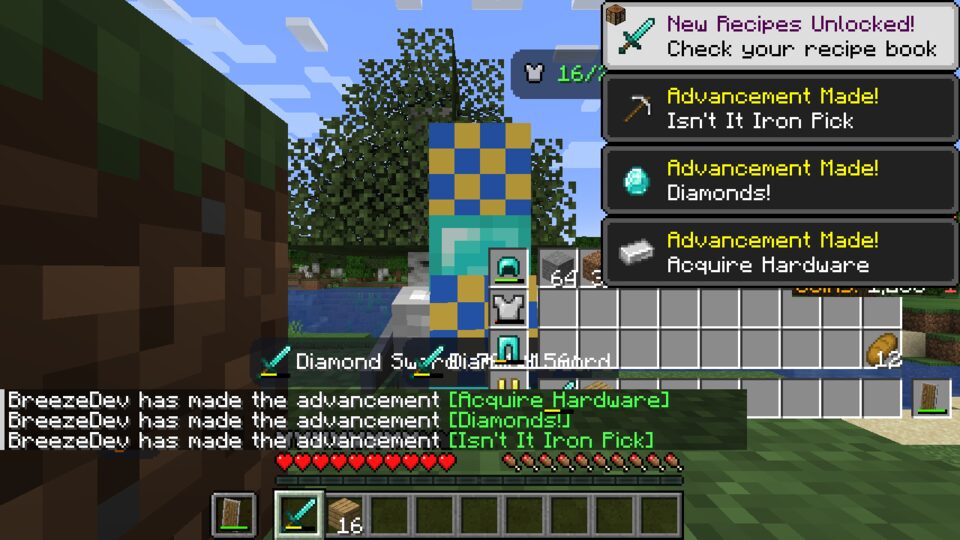 New Recipes Unlocked!
Check your recipe book
16/
Advancement Made!
Isn't It Iron Pick
Advancement Made!
Diamonds!
Advancement Made!
Acquire Hardware
64
12
Diamond Sword
BreezeDev has made the advancement [Acquire Hardware]
BreezeDev has made the advancement [Diamonds!]
BreezeDev has made the advancement [Isn't It Iron Pick]
16